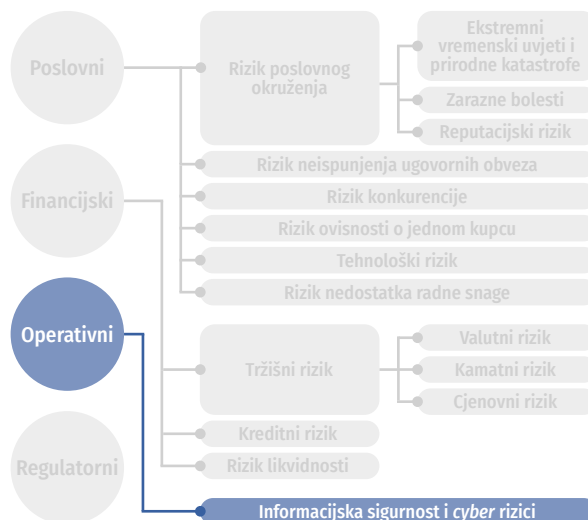 Poslovni
Rizik poslovnog
okruženja
Ekstremni
vremenski uvjeti i
prirodne katastrofe
Zarazne bolesti
Reputacijski rizik
Rizik neispunjenja ugovornih obveza
Rizik konkurencije
Rizik ovisnosti o jednom kupcu
Tehnološki rizik
Rizik nedostatka radne snage
Financijski
Tržišni rizik
Valutni rizik
Kamatni rizik
Cjenovni rizik
Kreditni rizik
Rizik likvidnosti
Operativni
Informacijska sigurnost i cyber rizici
Regulatorni